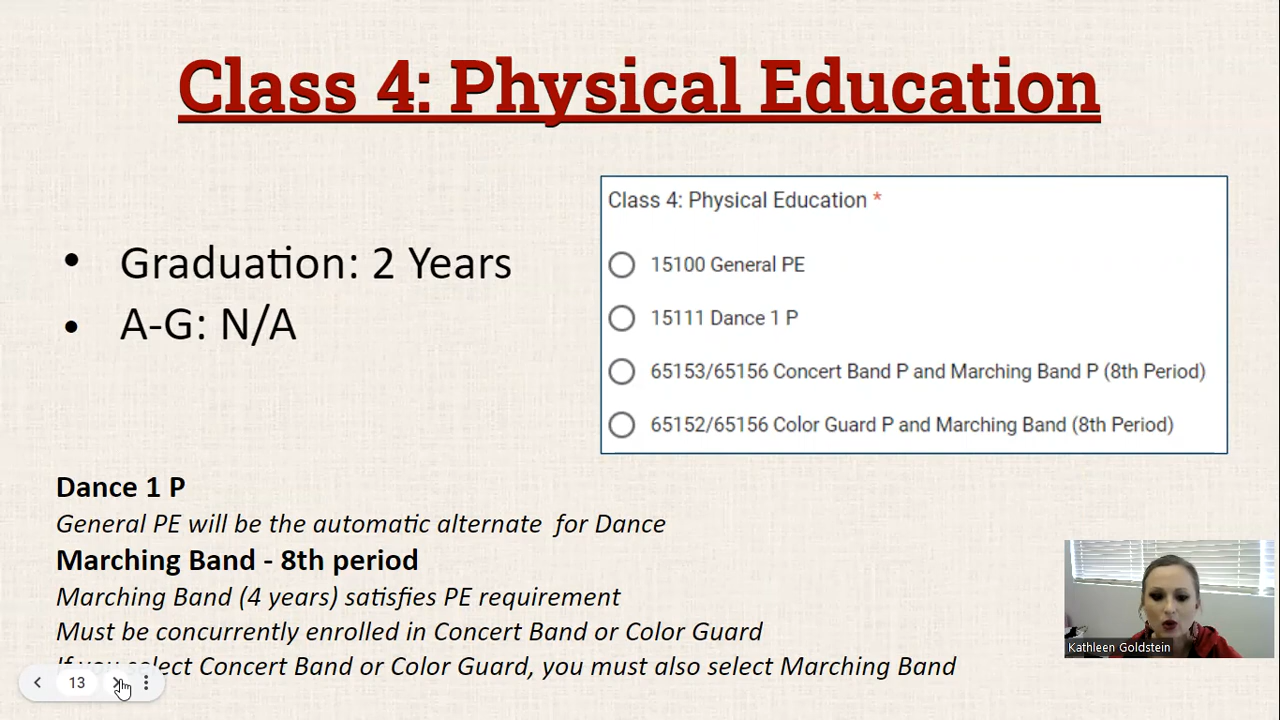 Class 4: Physical Education
• Graduation: 2 Years
• A-G: N/A
Class 4: Physical Education *
15100 General PE
15111 Dance 1 P
65153/65156 Concert Band P and Marching Band P (8th Period)
65152/65156 Color Guard P and Marching Band (8th Period)
Dance 1 P
General PE will be the automatic alternate for Dance
Marching Band - 8th period
Marching Band (4 years) satisfies PE requirement
Must be concurrently enrolled in Concert Band or Color Guard
If you select Concert Band or Color Guard, you must also select Marching Band
13
Kathleen Goldstein